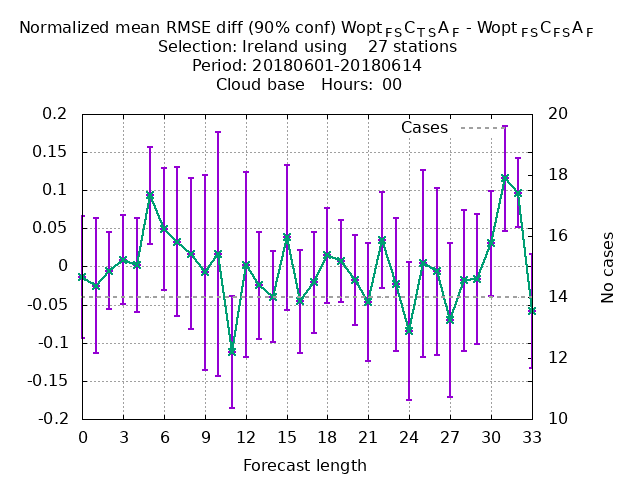 Normalized mean RMSE diff (90% conf) Wopt FS C T S A F - Wopt FS C FS A F
Selection: Ireland using 27 stations
Period: 20180601-20180614
Cloud base Hours: 00
0.2
0.15
0.1
0.05
0
-0.05
-0.1
-0.15
-0.2
Cases
20
18
16
14
12
10
No cases
0 3 6 9 12 15 18 21 24 27 30 33
Forecast length